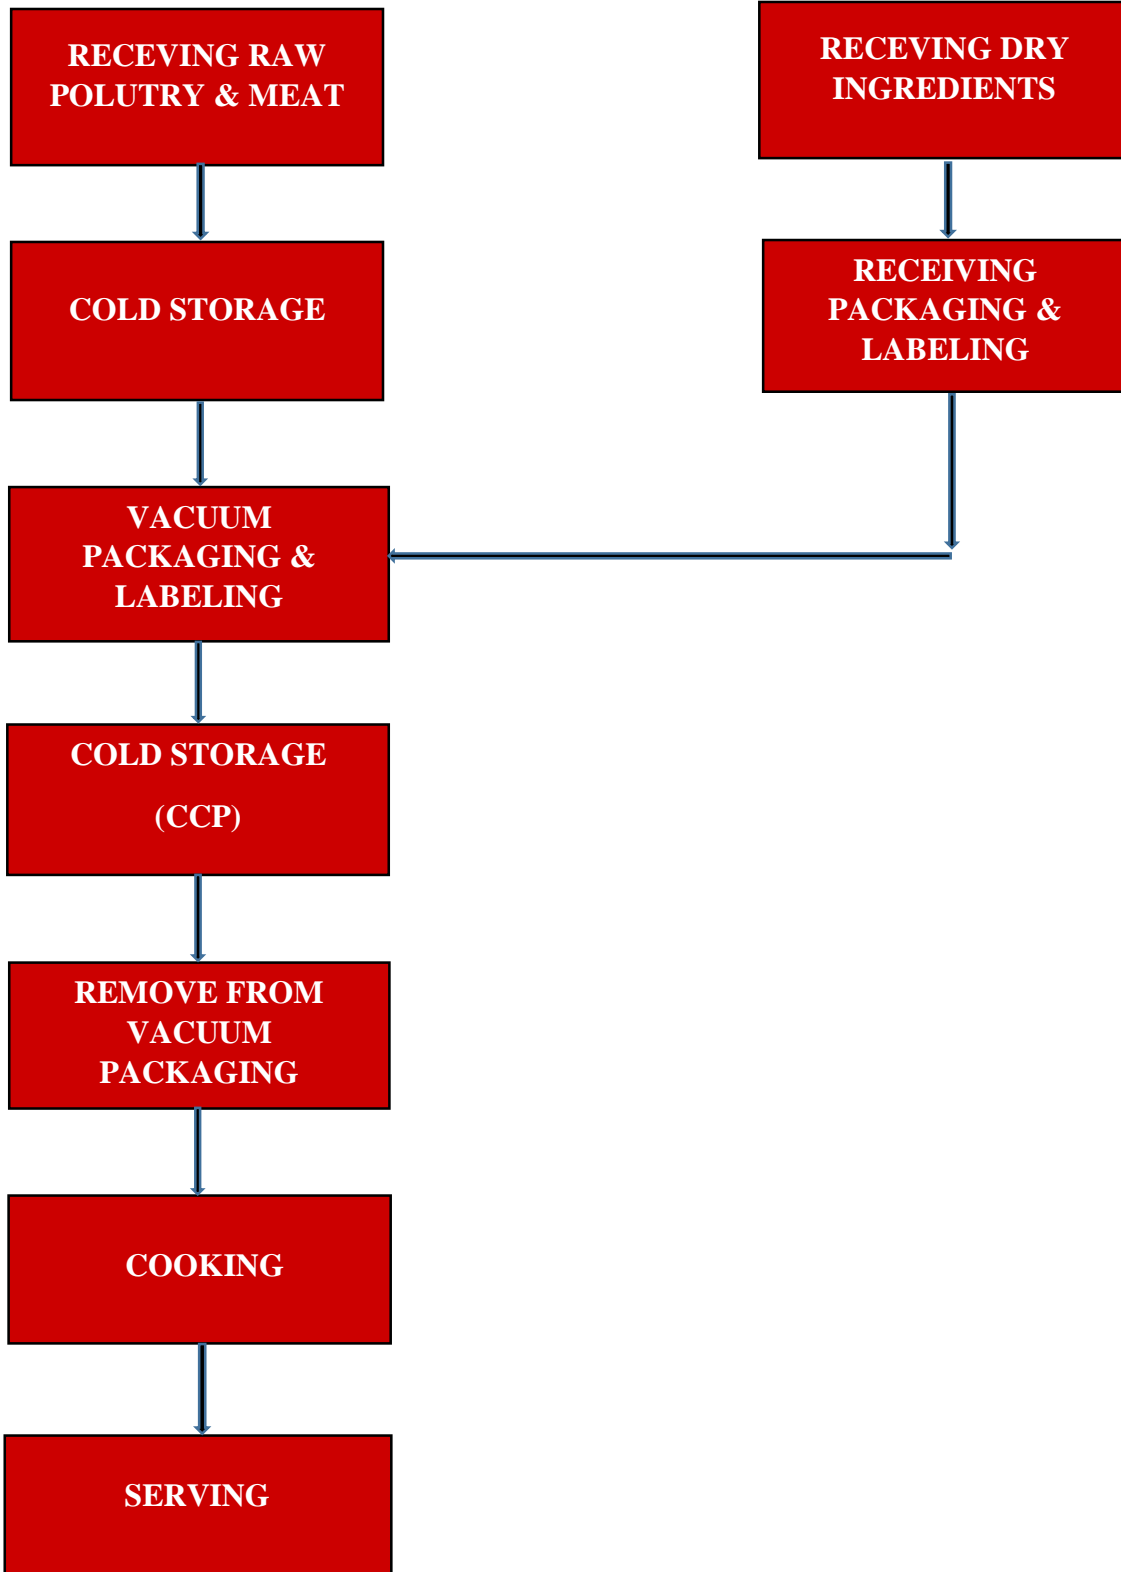 RECEVING RAW
POLUTRY & MEAT
RECEVING DRY
INGREDIENTS
COLD STORAGE
RECEIVING
PACKAGING &
LABELING
VACUUM
PACKAGING &
LABELING
COLD STORAGE
(CCP)
REMOVE FROM
VACUUM
PACKAGING
COOKING
SERVING